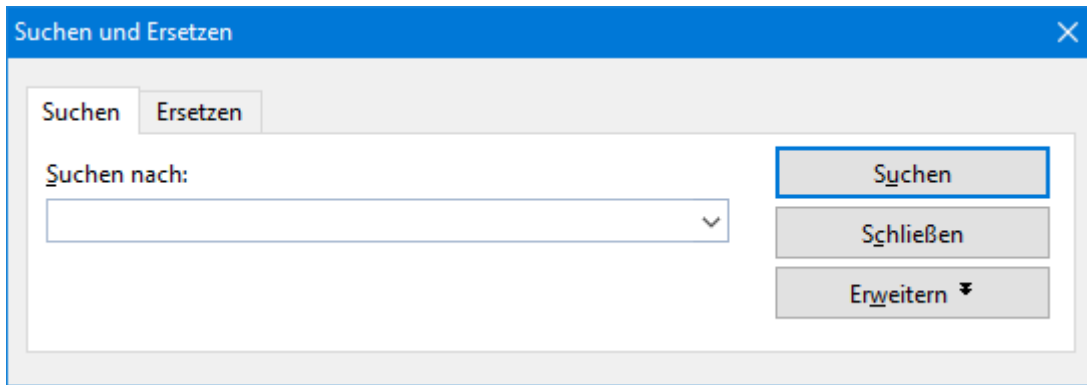 Suchen und Ersetzen
Suchen Ersetzen
Suchen nach:
Suchen
Schließen
Erweitern